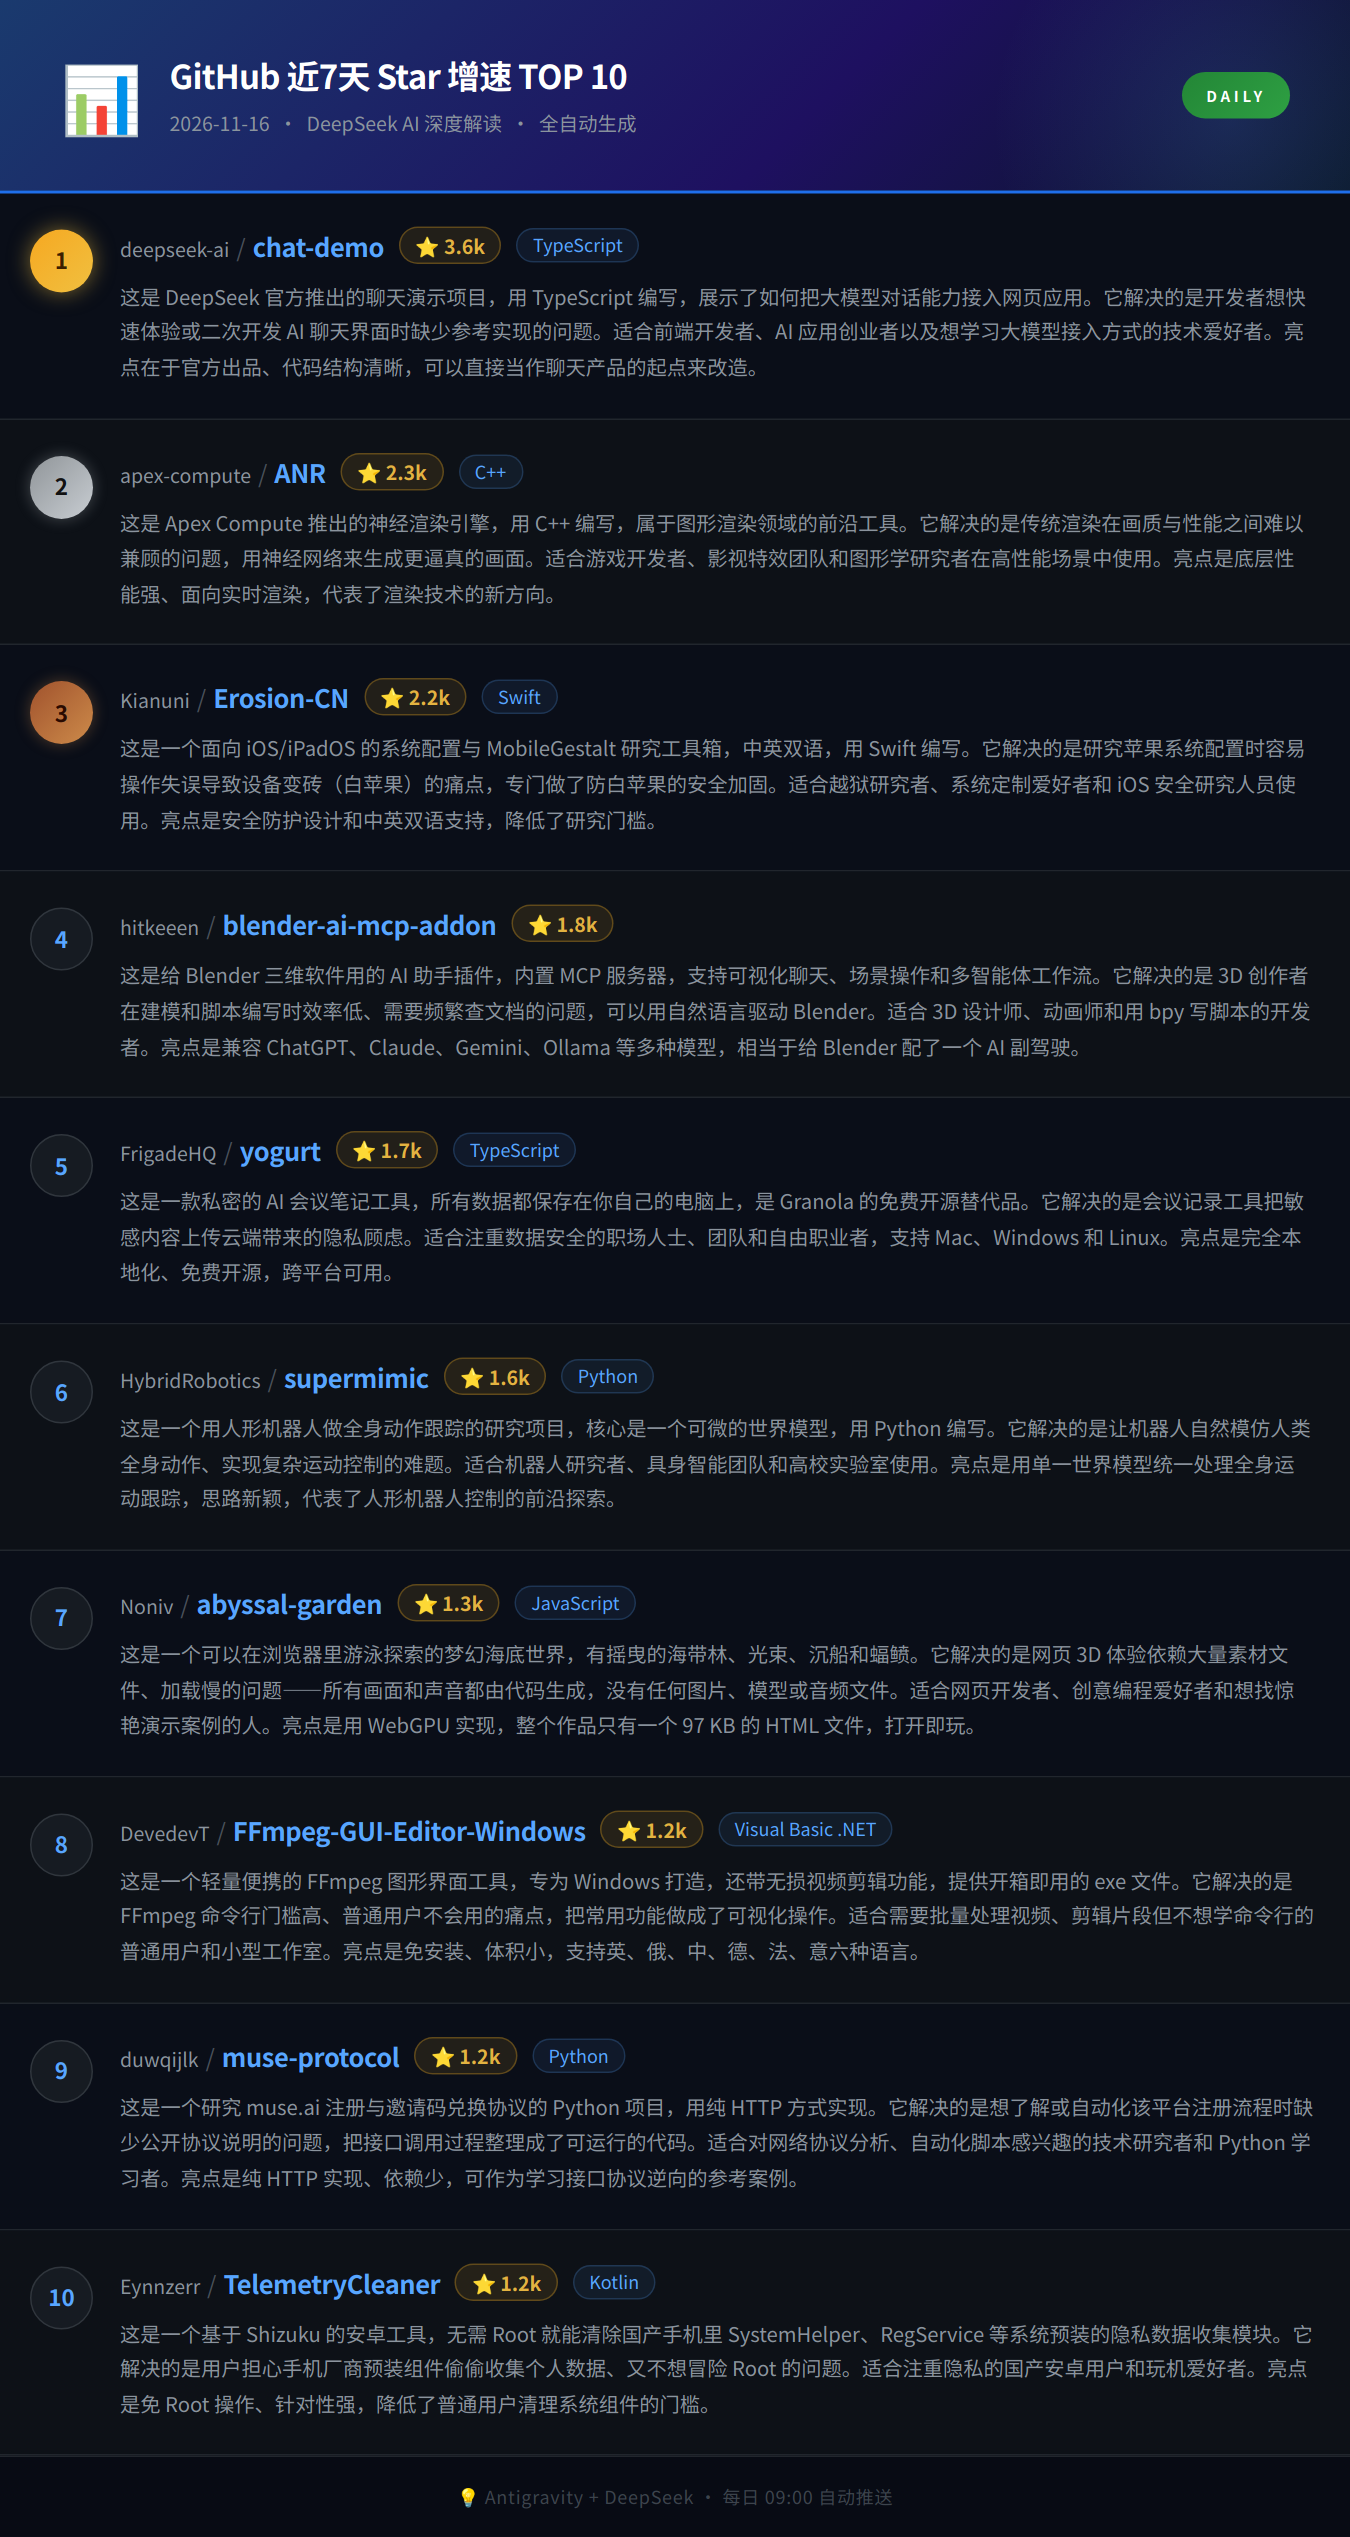 GitHub 近7天 Star 增速 TOP 10
2026-11-16 • DeepSeek AI 深度解读 • 全自动生成
DAILY
1
deepseek-ai / chat-demo ⭐ 3.6k TypeScript
这是 DeepSeek 官方推出的聊天演示项目，用 TypeScript 编写，展示了如何把大模型对话能力接入网页应用。它解决的是开发者想快
速体验或二次开发 AI 聊天界面时缺少参考实现的问题。适合前端开发者、AI 应用创业者以及想学习大模型接入方式的技术爱好者。亮
点在于官方出品、代码结构清晰，可以直接当作聊天产品的起点来改造。
2
apex-compute / ANR ⭐ 2.3k C++
这是 Apex Compute 推出的神经渲染引擎，用 C++ 编写，属于图形渲染领域的前沿工具。它解决的是传统渲染在画质与性能之间难以
兼顾的问题，用神经网络来生成更逼真的画面。适合游戏开发者、影视特效团队和图形学研究者在高性能场景中使用。亮点是底层性
能强、面向实时渲染，代表了渲染技术的新方向。
3
Kianuni / Erosion-CN ⭐ 2.2k Swift
这是一个面向 iOS/iPadOS 的系统配置与 MobileGestalt 研究工具箱，中英双语，用 Swift 编写。它解决的是研究苹果系统配置时容易
操作失误导致设备变砖（白苹果）的痛点，专门做了防白苹果的安全加固。适合越狱研究者、系统定制爱好者和 iOS 安全研究人员使
用。亮点是安全防护设计和中英双语支持，降低了研究门槛。
4
hitkeeen / blender-ai-mcp-addon ⭐ 1.8k
这是给 Blender 三维软件用的 AI 助手插件，内置 MCP 服务器，支持可视化聊天、场景操作和多智能体工作流。它解决的是 3D 创作者
在建模和脚本编写时效率低、需要频繁查文档的问题，可以用自然语言驱动 Blender。适合 3D 设计师、动画师和用 bpy 写脚本的开发
者。亮点是兼容 ChatGPT、Claude、Gemini、Ollama 等多种模型，相当于给 Blender 配了一个 AI 副驾驶。
5
FrigadeHQ / yogurt ⭐ 1.7k TypeScript
这是一款私密的 AI 会议笔记工具，所有数据都保存在你自己的电脑上，是 Granola 的免费开源替代品。它解决的是会议记录工具把敏
感内容上传云端带来的隐私顾虑。适合注重数据安全的职场人士、团队和自由职业者，支持 Mac、Windows 和 Linux。亮点是完全本
地化、免费开源，跨平台可用。
6
HybridRobotics / supermimic ⭐ 1.6k Python
这是一个用人形机器人做全身动作跟踪的研究项目，核心是一个可微的世界模型，用 Python 编写。它解决的是让机器人自然模仿人类
全身动作、实现复杂运动控制的难题。适合机器人研究者、具身智能团队和高校实验室使用。亮点是用单一世界模型统一处理全身运
动跟踪，思路新颖，代表了人形机器人控制的前沿探索。
7
Noniv / abyssal-garden ⭐ 1.3k JavaScript
这是一个可以在浏览器里游泳探索的梦幻海底世界，有摇曳的海带林、光束、沉船和蝠鲼。它解决的是网页 3D 体验依赖大量素材文
件、加载慢的问题——所有画面和声音都由代码生成，没有任何图片、模型或音频文件。适合网页开发者、创意编程爱好者和想找惊
艳演示案例的人。亮点是用 WebGPU 实现，整个作品只有一个 97 KB 的 HTML 文件，打开即玩。
8
DevedevT / FFmpeg-GUI-Editor-Windows ⭐ 1.2k Visual Basic .NET
这是一个轻量便携的 FFmpeg 图形界面工具，专为 Windows 打造，还带无损视频剪辑功能，提供开箱即用的 exe 文件。它解决的是
FFmpeg 命令行门槛高、普通用户不会用的痛点，把常用功能做成了可视化操作。适合需要批量处理视频、剪辑片段但不想学命令行的
普通用户和小型工作室。亮点是免安装、体积小，支持英、俄、中、德、法、意六种语言。
9
duwqijlk / muse-protocol ⭐ 1.2k Python
这是一个研究 muse.ai 注册与邀请码兑换协议的 Python 项目，用纯 HTTP 方式实现。它解决的是想了解或自动化该平台注册流程时缺
少公开协议说明的问题，把接口调用过程整理成了可运行的代码。适合对网络协议分析、自动化脚本感兴趣的技术研究者和 Python 学
习者。亮点是纯 HTTP 实现、依赖少，可作为学习接口协议逆向的参考案例。
10
Eynnzerr / TelemetryCleaner ⭐ 1.2k Kotlin
这是一个基于 Shizuku 的安卓工具，无需 Root 就能清除国产手机里 SystemHelper、RegService 等系统预装的隐私数据收集模块。它
解决的是用户担心手机厂商预装组件偷偷收集个人数据、又不想冒险 Root 的问题。适合注重隐私的国产安卓用户和玩机爱好者。亮点
是免 Root 操作、针对性强，降低了普通用户清理系统组件的门槛。
💡 Antigravity + DeepSeek • 每日 09:00 自动推送